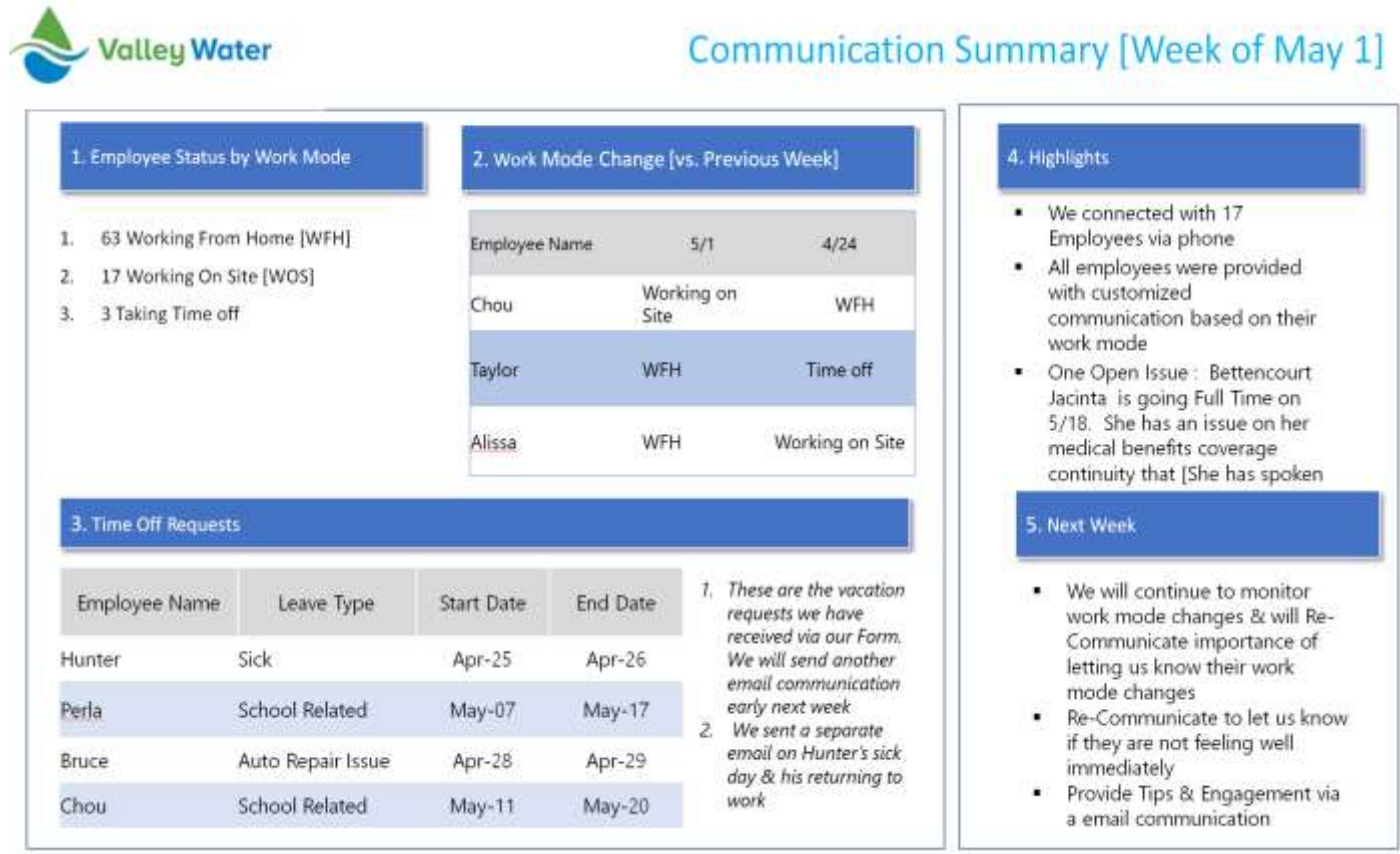 Valley Water
Communication Summary [Week of May 1]
1. Employee Status by Work Mode
1. 63 Working From Home [WFH]
2. 17 Working On Site [WOS]
3. 3 Taking Time off
2. Work Mode Change [vs. Previous Week]
Employee Name 5/1 4/24
Chou Working on Site WFH
Taylor WFH Time off
Alissa WFH Working on Site
3. Time Off Requests
Employee Name Leave Type Start Date End Date
Hunter Sick Apr-25 Apr-26
Perla School Related May-07 May-17
Bruce Auto Repair Issue Apr-28 Apr-29
Chou School Related May-11 May-20
1. These are the vacation
requests we have
received via our Form.
We will send another
email communication
early next week
2. We sent a separate
email on Hunter's sick
day & his returning to
work
4. Highlights
▪ We connected with 17
Employees via phone
▪ All employees were provided
with customized
communication based on their
work mode
▪ One Open Issue : Bettencourt
Jacinta is going Full Time on
5/18. She has an issue on her
medical benefits coverage
continuity that [She has spoken
5. Next Week
▪ We will continue to monitor
work mode changes & will Re-
Communicate importance of
letting us know their work
mode changes
▪ Re-Communicate to let us know
if they are not feeling well
immediately
▪ Provide Tips & Engagement via
a email communication